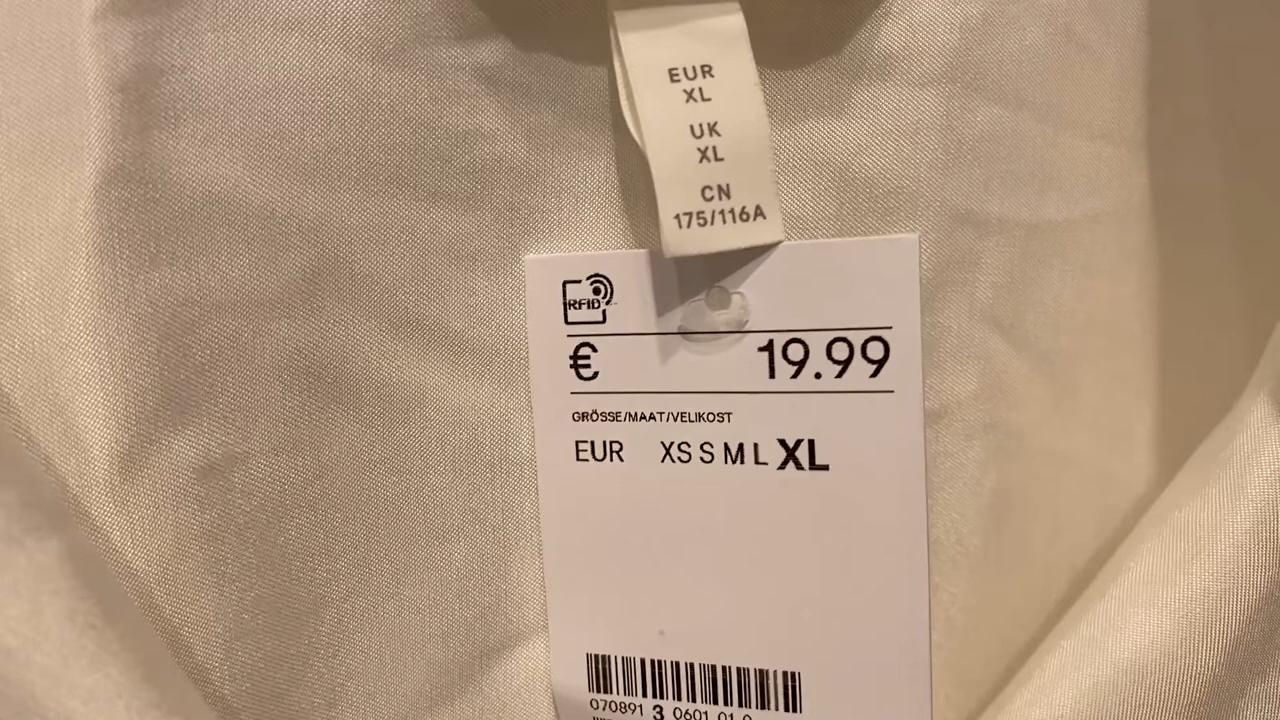 EUR
XL
UK
XL
CN
175/116A
RFID
€ 19.99
GRÖSSE/MAAT/VELIKOST
EUR XS S M L XL
070891 3 0601 01 0